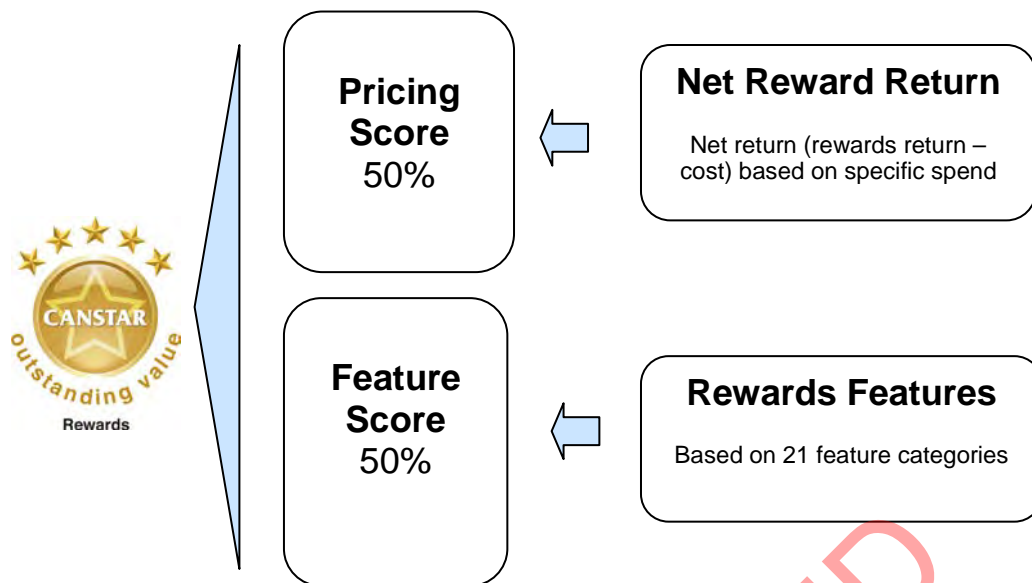 Pricing
Score
50%
Net Reward Return
Net return (rewards return –
cost) based on specific spend
CANSTAR
outstanding value
Rewards
Feature
Score
50%
Rewards Features
Based on 21 feature categories